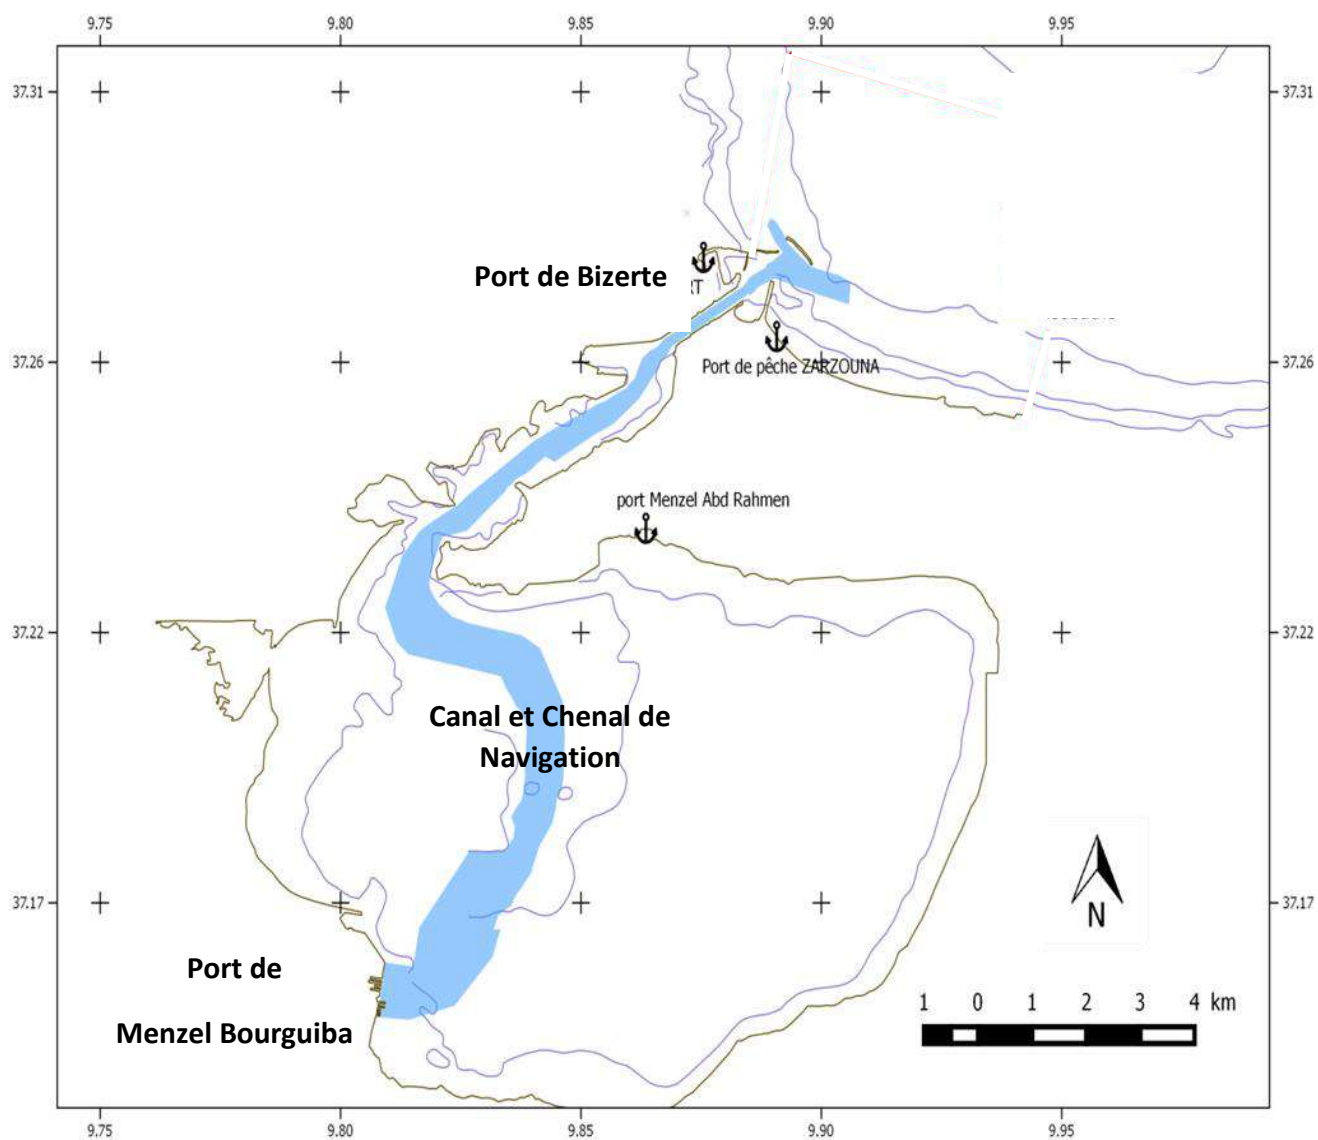 9.75 9.80 9.85 9.90 9.95
37.31 37.31
Port de Bizerte
RT
37.26 37.26
Port de pêche ZARZOUNA
port Menzel Abd Rahmen
37.22 37.22
Canal et Chenal de
Navigation
37.17 37.17
N
Port de
Menzel Bourguiba
1 0 1 2 3 4 km
9.75 9.80 9.85 9.90 9.95